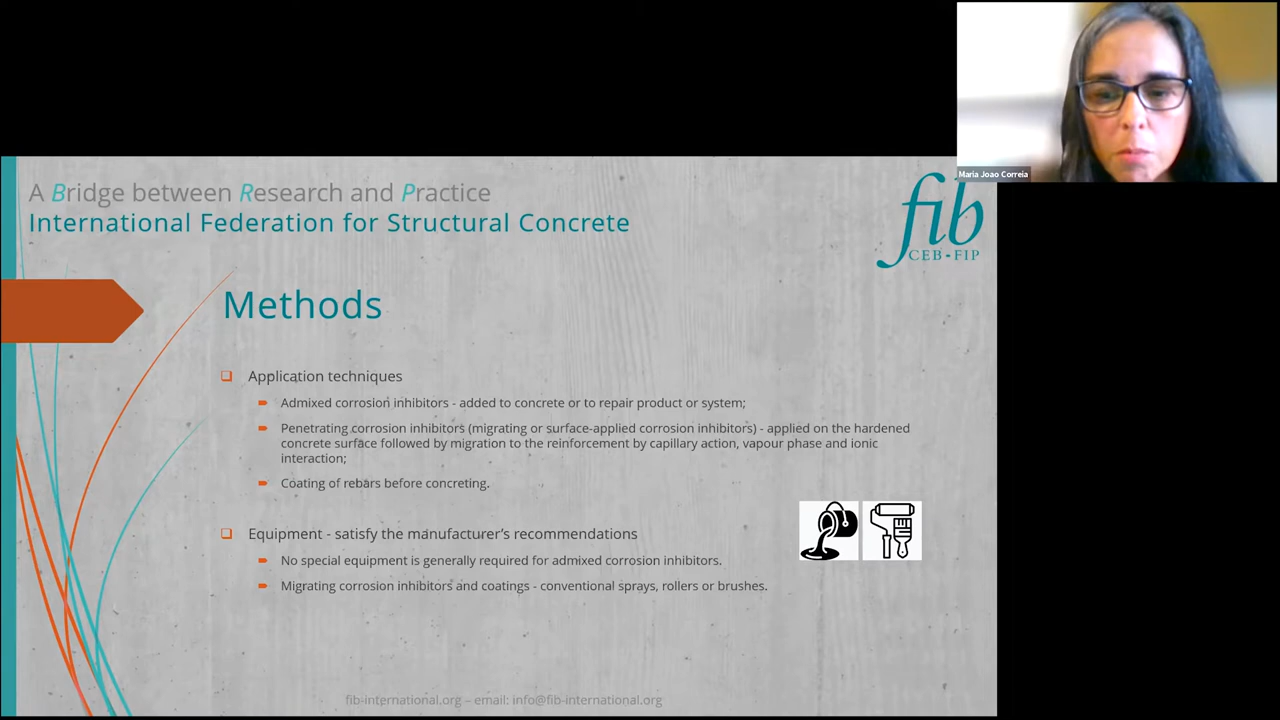 Maria Joao Correia
A Bridge between Research and Practice
International Federation for Structural Concrete
fib
CEB-FIP
Methods
Application techniques
Admixed corrosion inhibitors - added to concrete or to repair product or system;
Penetrating corrosion inhibitors (migrating or surface-applied corrosion inhibitors) - applied on the hardened
concrete surface followed by migration to the reinforcement by capillary action, vapour phase and ionic
interaction;
Coating of rebars before concreting.
Equipment - satisfy the manufacturer's recommendations
No special equipment is generally required for admixed corrosion inhibitors.
Migrating corrosion inhibitors and coatings - conventional sprays, rollers or brushes.
fib-international.org – email: info@fib-international.org